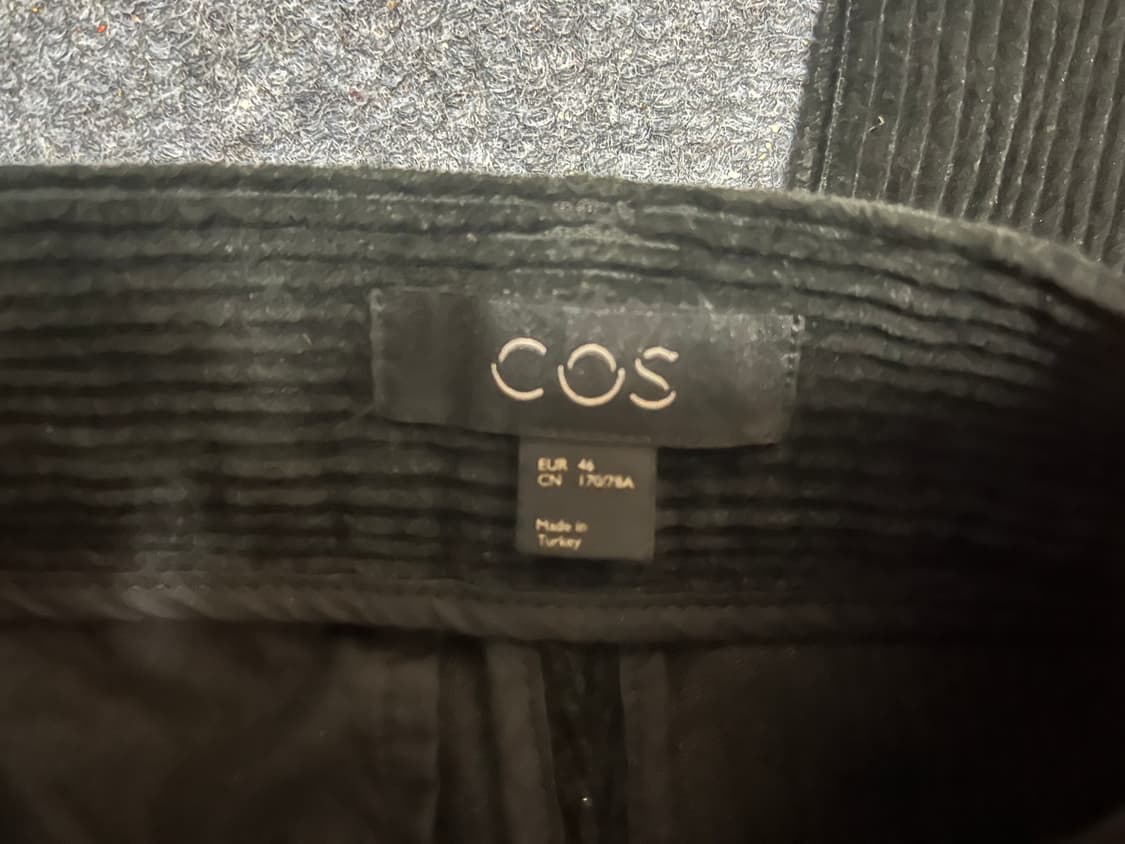 COS
EUR 46
CN 170/78A
Made in
Turkey